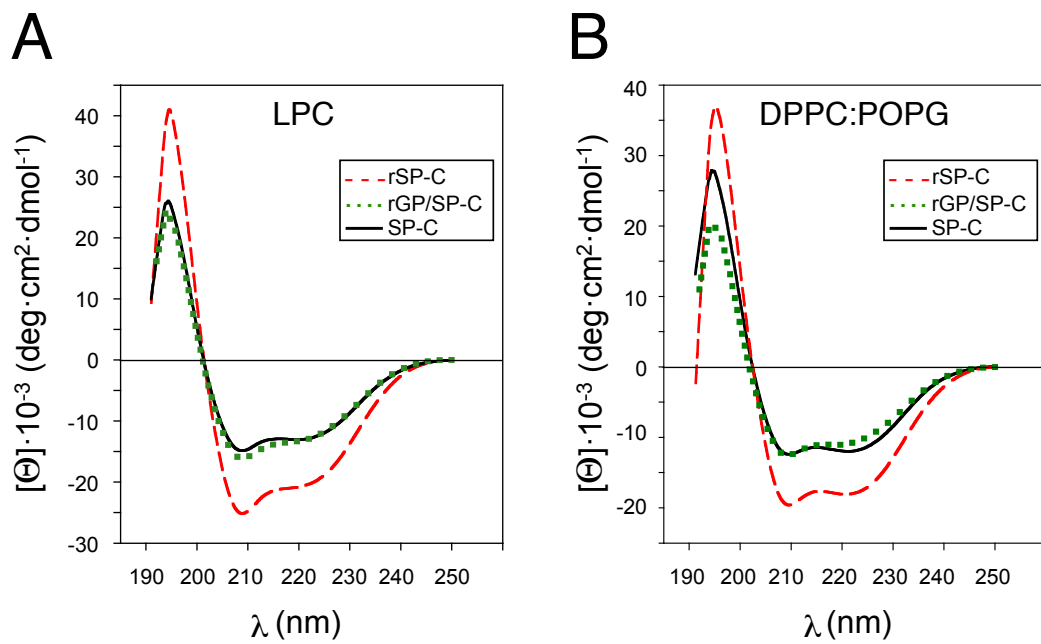 A
LPC
[Θ]·10⁻³ (deg·cm²·dmol⁻¹)
40
30
20
10
0
-10
-20
-30
rSP-C
rGP/SP-C
SP-C
190 200 210 220 230 240 250
λ (nm)
B
DPPC:POPG
[Θ]·10⁻³ (deg·cm²·dmol⁻¹)
40
30
20
10
0
-10
-20
rSP-C
rGP/SP-C
SP-C
190 200 210 220 230 240 250
λ (nm)